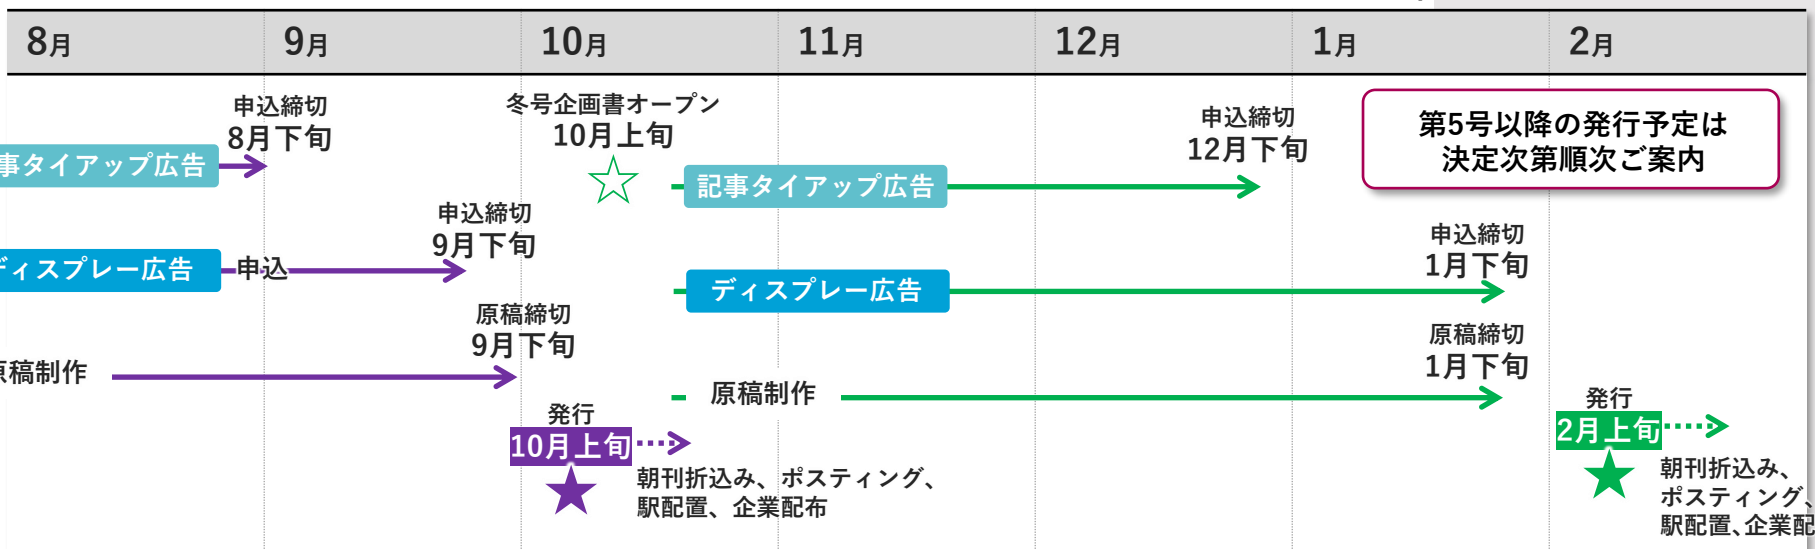 8月 9月 10月 11月 12月 1月 2月
申込締切
8月下旬
事タイアップ広告
申込締切
9月下旬
ディスプレー広告
申込
原稿締切
9月下旬
原稿制作
発行
10月上旬
朝刊折込み、ポスティング、
駅配置、企業配布
冬号企画書オープン
10月上旬
記事タイアップ広告
申込締切
12月下旬
ディスプレー広告
申込締切
1月下旬
原稿制作
原稿締切
1月下旬
第5号以降の発行予定は
決定次第順次ご案内
発行
2月上旬
朝刊折込み、
ポスティング、
駅配置、企業配